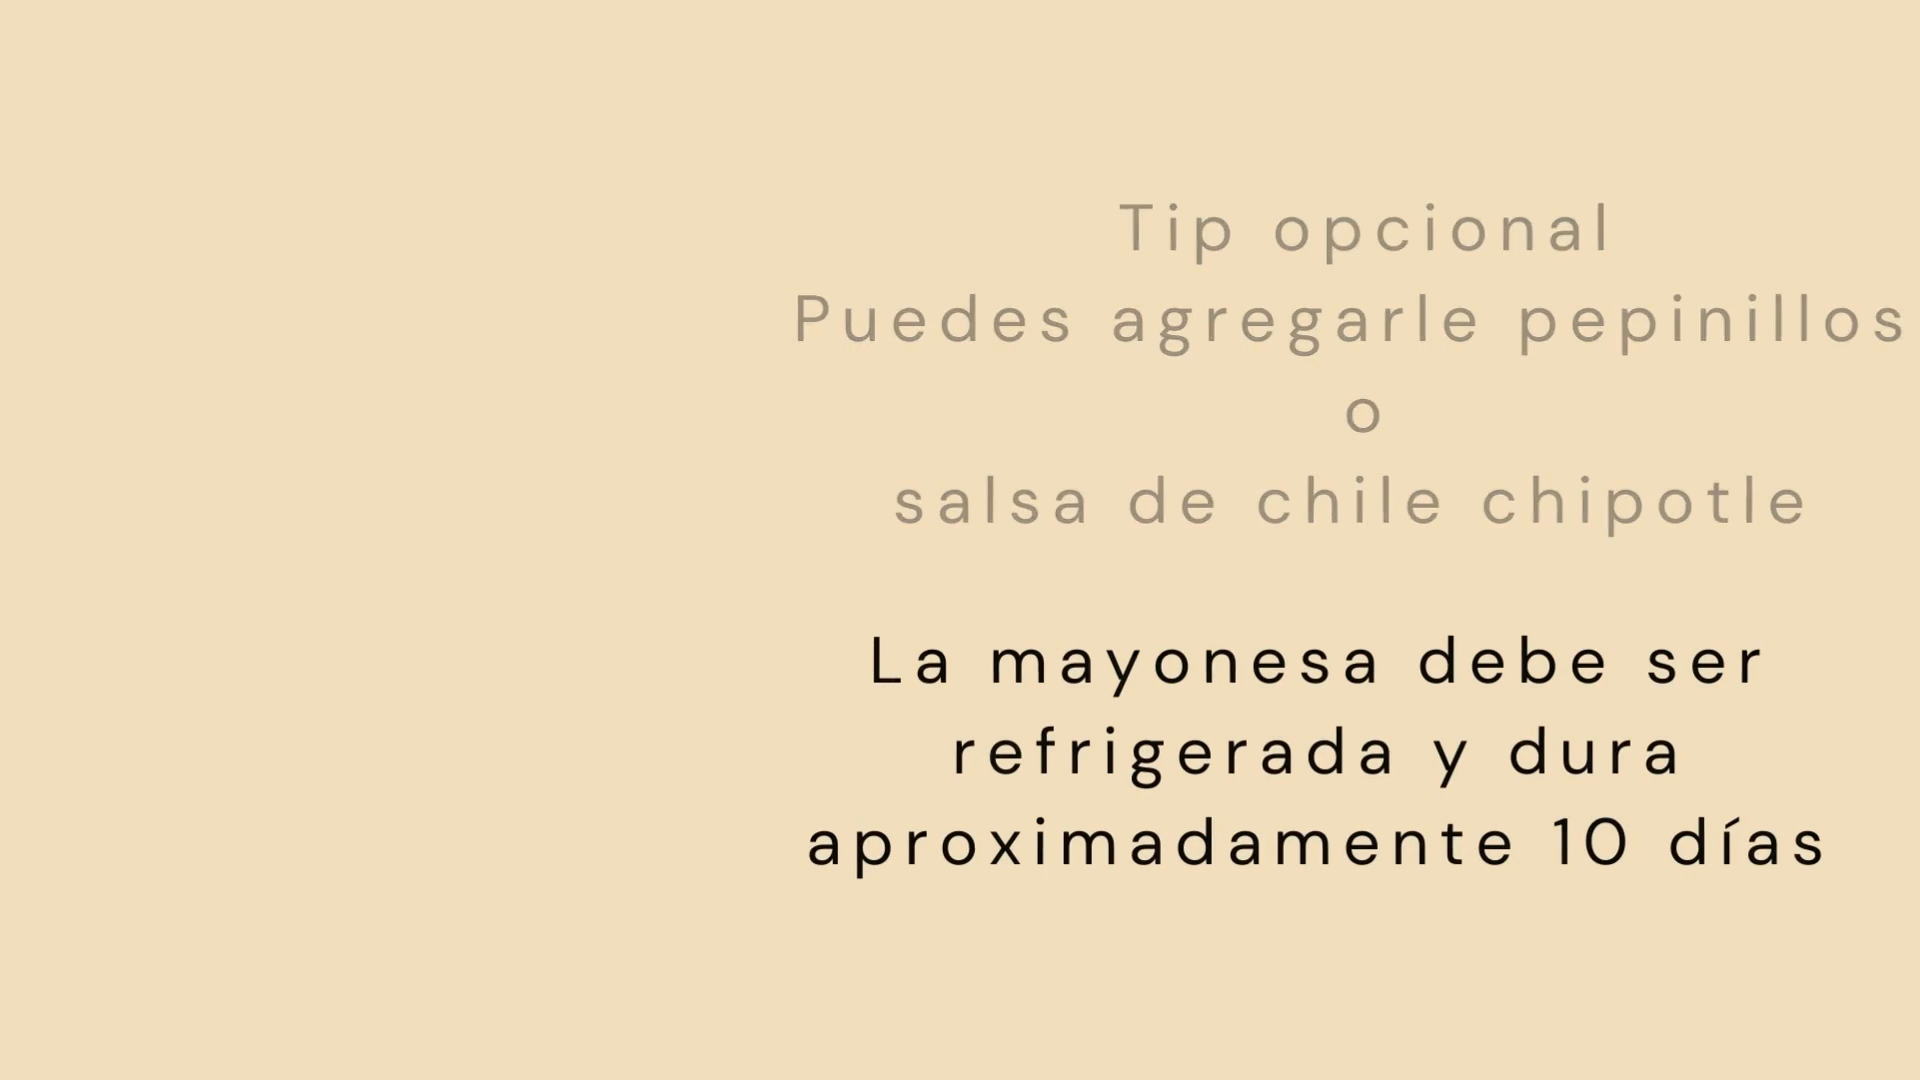 Tip opcional
Puedes agregarle pepinillos
o
salsa de chile chipotle
La mayonesa debe ser
refrigerada y dura
aproximadamente 10 días